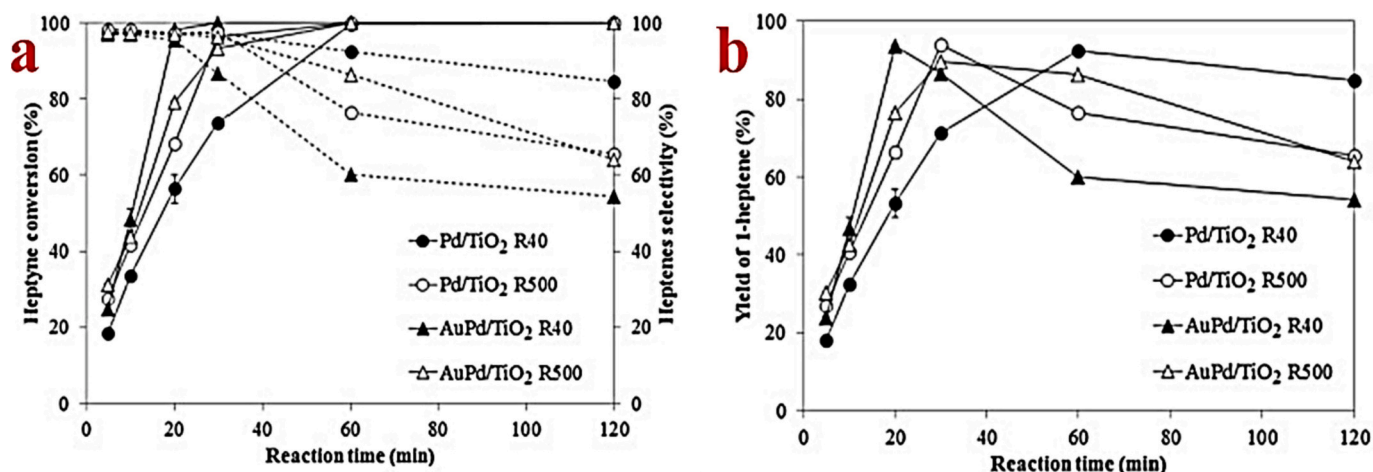 a
100
80
60
40
20
0
Heptyne conversion (%)
100
80
60
40
20
0
Heptenes selectivity (%)
Pd/TiO₂ R40
Pd/TiO₂ R500
AuPd/TiO₂ R40
AuPd/TiO₂ R500
0 20 40 60 80 100 120
Reaction time (min)
b
100
80
60
40
20
0
Yield of 1-heptene (%)
Pd/TiO₂ R40
Pd/TiO₂ R500
AuPd/TiO₂ R40
AuPd/TiO₂ R500
0 20 40 60 80 100 120
Reaction time (min)